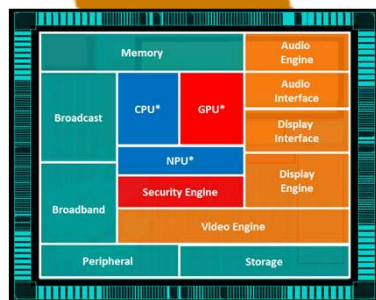 Memory
Audio
Engine
Audio
Interface
Broadcast
CPU*
GPU*
Display
Interface
NPU*
Display
Engine
Security Engine
Broadband
Video Engine
Peripheral
Storage